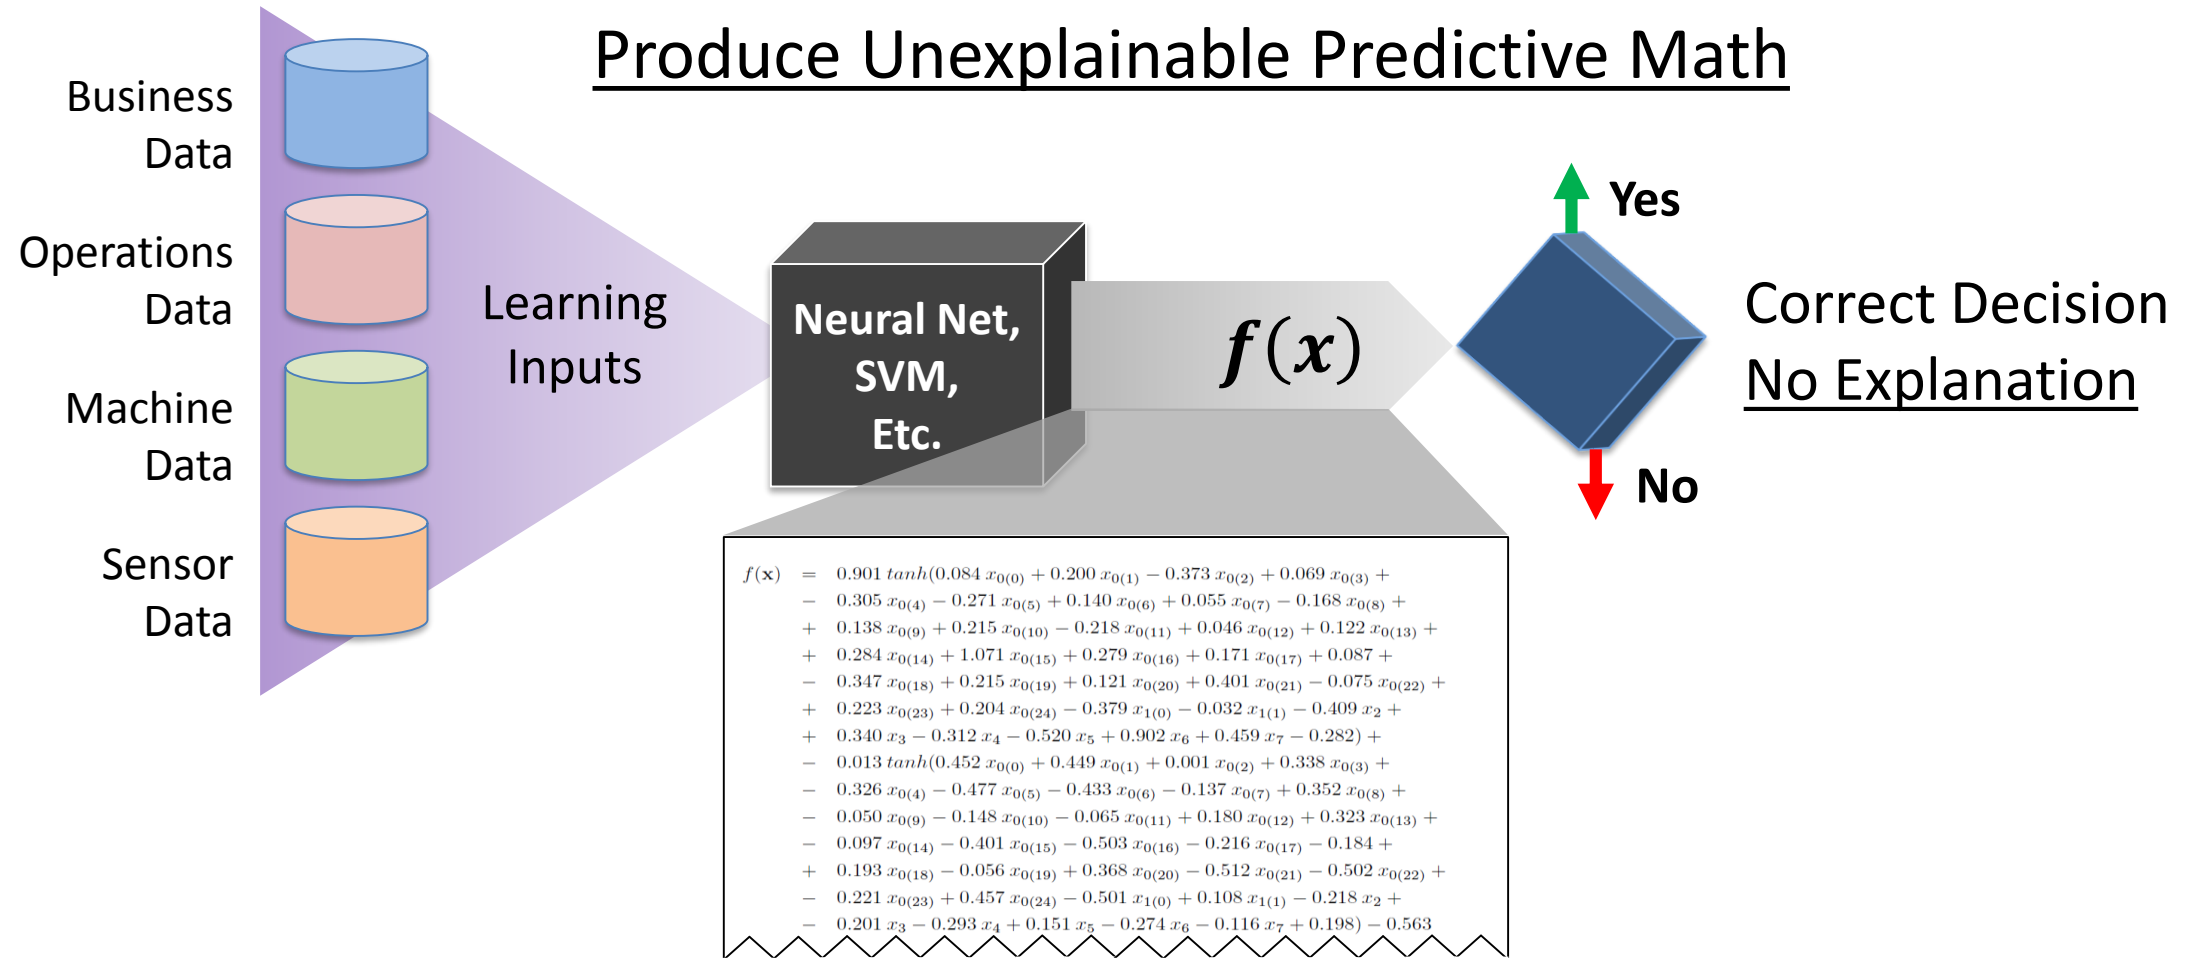 Produce Unexplainable Predictive Math
Business
Data
Operations
Data
Machine
Data
Sensor
Data
Learning
Inputs
Neural Net,
SVM,
Etc.
f(x)
Yes
No
Correct Decision
No Explanation
f(x) = 0.901 tanh(0.084 x₀₍₀₎ + 0.200 x₀₍₁₎ − 0.373 x₀₍₂₎ + 0.069 x₀₍₃₎ +
− 0.305 x₀₍₄₎ − 0.271 x₀₍₅₎ + 0.140 x₀₍₆₎ + 0.055 x₀₍₇₎ − 0.168 x₀₍₈₎ +
+ 0.138 x₀₍₉₎ + 0.215 x₀₍₁₀₎ − 0.218 x₀₍₁₁₎ + 0.046 x₀₍₁₂₎ + 0.122 x₀₍₁₃₎ +
+ 0.284 x₀₍₁₄₎ + 1.071 x₀₍₁₅₎ + 0.279 x₀₍₁₆₎ + 0.171 x₀₍₁₇₎ + 0.087 +
− 0.347 x₀₍₁₈₎ + 0.215 x₀₍₁₉₎ + 0.121 x₀₍₂₀₎ + 0.401 x₀₍₂₁₎ − 0.075 x₀₍₂₂₎ +
+ 0.223 x₀₍₂₃₎ + 0.204 x₀₍₂₄₎ − 0.379 x₁₍₀₎ − 0.032 x₁₍₁₎ − 0.409 x₂ +
+ 0.340 x₃ − 0.312 x₄ − 0.520 x₅ + 0.902 x₆ + 0.459 x₇ − 0.282) +
− 0.013 tanh(0.452 x₀₍₀₎ + 0.449 x₀₍₁₎ + 0.001 x₀₍₂₎ + 0.338 x₀₍₃₎ +
− 0.326 x₀₍₄₎ − 0.477 x₀₍₅₎ − 0.433 x₀₍₆₎ − 0.137 x₀₍₇₎ + 0.352 x₀₍₈₎ +
− 0.050 x₀₍₉₎ − 0.148 x₀₍₁₀₎ − 0.065 x₀₍₁₁₎ + 0.180 x₀₍₁₂₎ + 0.323 x₀₍₁₃₎ +
− 0.097 x₀₍₁₄₎ − 0.401 x₀₍₁₅₎ − 0.503 x₀₍₁₆₎ − 0.216 x₀₍₁₇₎ − 0.184 +
+ 0.193 x₀₍₁₈₎ − 0.056 x₀₍₁₉₎ + 0.368 x₀₍₂₀₎ − 0.512 x₀₍₂₁₎ − 0.502 x₀₍₂₂₎ +
− 0.221 x₀₍₂₃₎ + 0.457 x₀₍₂₄₎ − 0.501 x₁₍₀₎ + 0.108 x₁₍₁₎ − 0.218 x₂ +
− 0.201 x₃ − 0.293 x₄ + 0.151 x₅ − 0.274 x₆ − 0.116 x₇ + 0.198) − 0.563